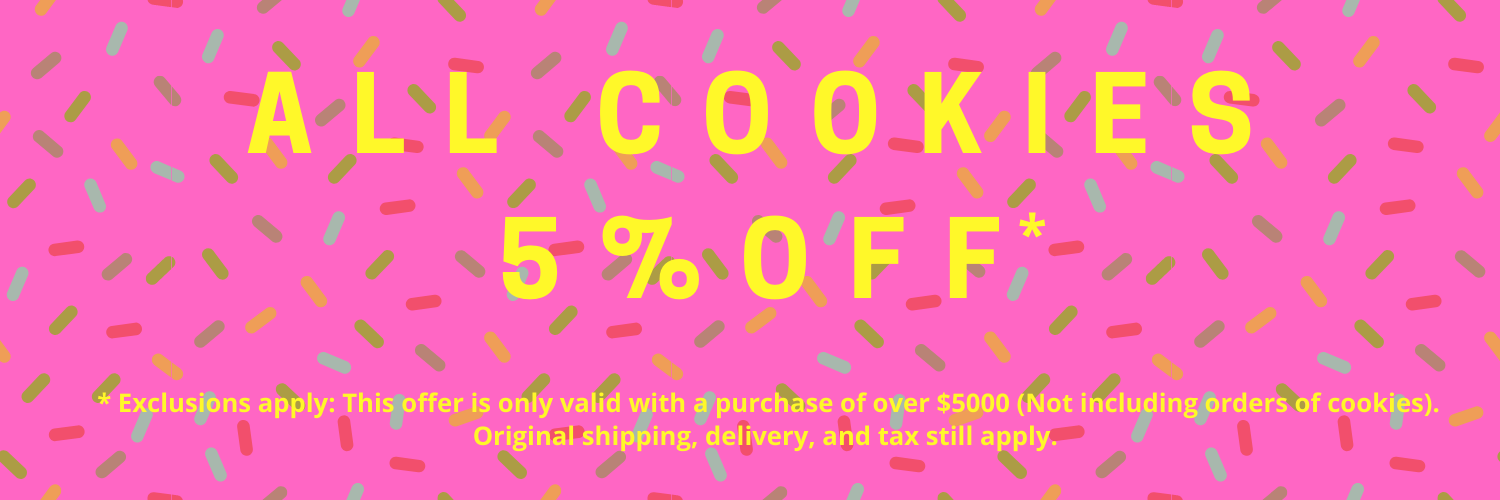 ALL COOKIES
5%OFF*
* Exclusions apply: This offer is only valid with a purchase of over $5000 (Not including orders of cookies).
Original shipping, delivery, and tax still apply.